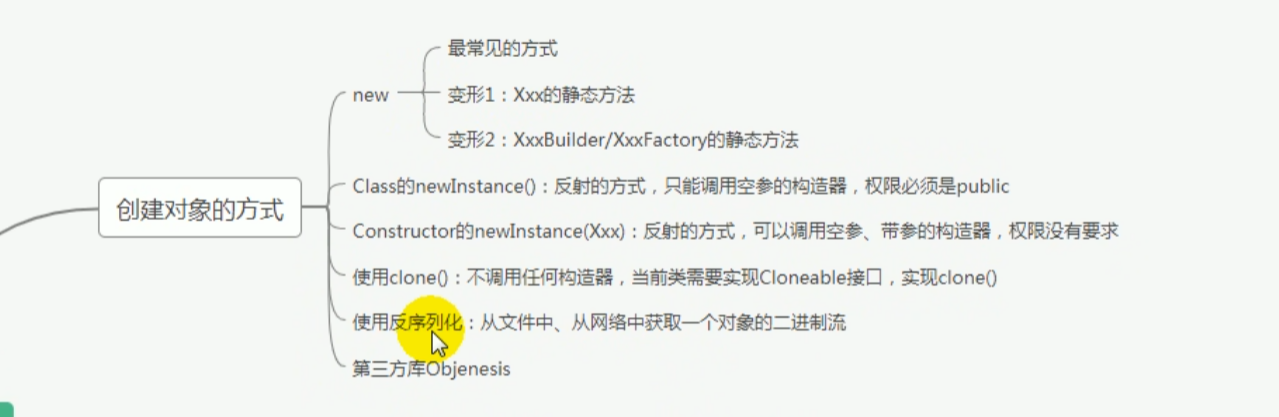 最常见的方式
new
变形1：Xxx的静态方法
变形2：XxxBuilder/XxxFactory的静态方法
Class的newInstance()：反射的方式，只能调用空参的构造器，权限必须是public
创建对象的方式
Constructor的newInstance(Xxx)：反射的方式，可以调用空参、带参的构造器，权限没有要求
使用clone()：不调用任何构造器，当前类需要实现Cloneable接口，实现clone()
使用反序列化：从文件中、从网络中获取一个对象的二进制流
第三方库Objenesis